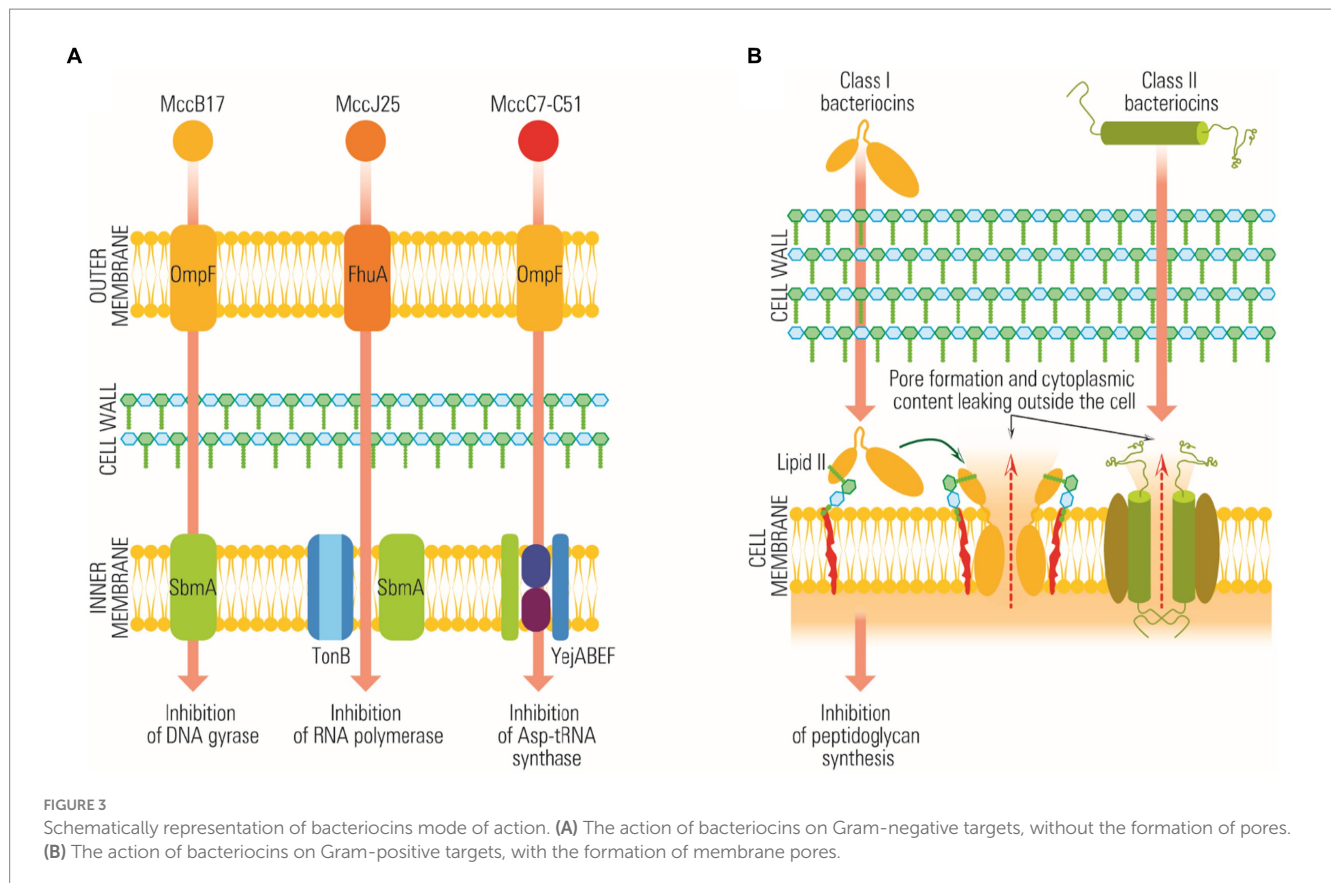 A
MccB17
MccJ25
MccC7-C51
OUTER
MEMBRANE
OmpF
FhuA
OmpF
CELL WALL
INNER
MEMBRANE
SbmA
SbmA
TonB
YejABEF
Inhibition
of DNA gyrase
Inhibition
of RNA polymerase
Inhibition
of Asp-tRNA
synthase
B
Class I
bacteriocins
Class II
bacteriocins
CELL WALL
Pore formation and cytoplasmic
content leaking outside the cell
Lipid II
CELL
MEMBRANE
Inhibition
of peptidoglycan
synthesis
FIGURE 3
Schematically representation of bacteriocins mode of action. (A) The action of bacteriocins on Gram-negative targets, without the formation of pores.
(B) The action of bacteriocins on Gram-positive targets, with the formation of membrane pores.